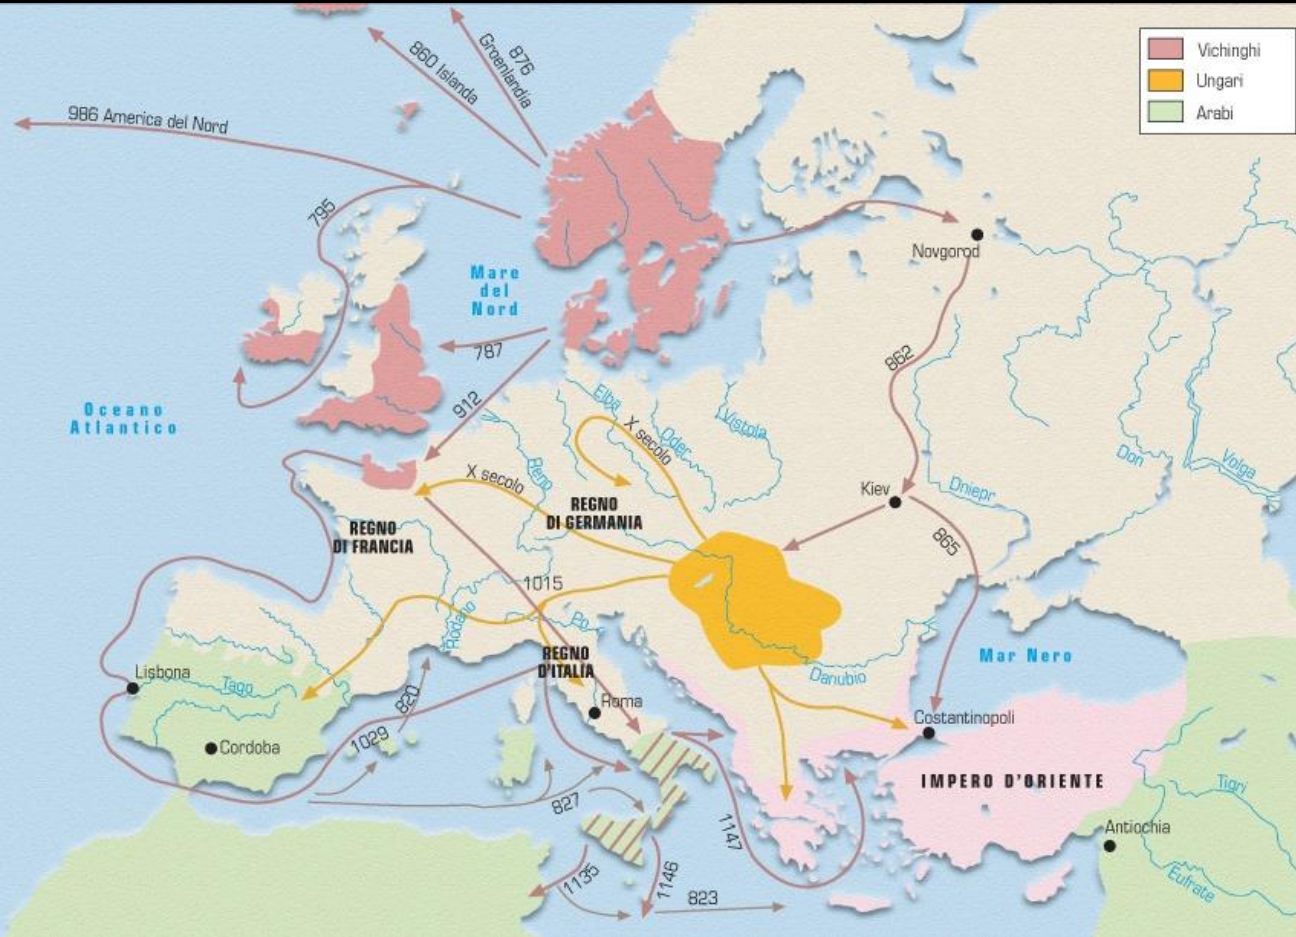 Vichinghi
Ungari
Arabi
876
Groenlandia
860 Islanda
986 America del Nord
795
Mare
del
Nord
Novgorod
787
862
912
Oceano
Atlantico
Elba
Oder
Vistola
X secolo
X secolo
Reno
Don
Volga
Kiev
Dniepr
REGNO
DI GERMANIA
REGNO
DI FRANCIA
865
1015
Rodano
Po
REGNO
D'ITALIA
Mar Nero
Lisbona
Tago
Danubio
820
Roma
Costantinopoli
Cordoba
1029
IMPERO D'ORIENTE
Tigri
827
1147
Antiochia
1135
1146
823
Eufrate